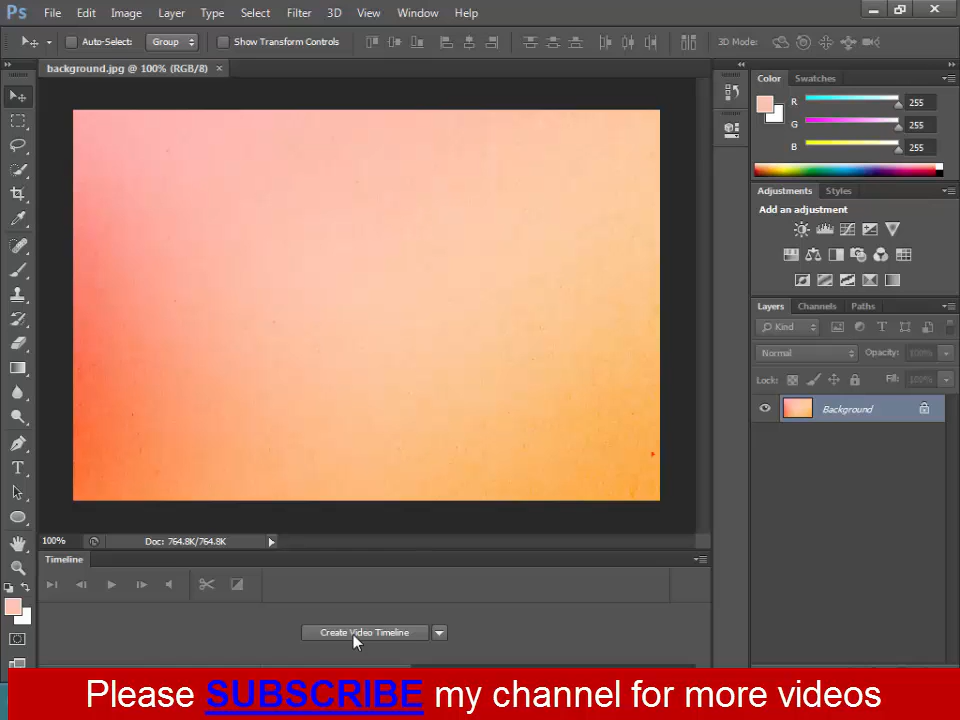 Ps File Edit Image Layer Type Select Filter 3D View Window Help
Auto-Select: Group Show Transform Controls 3D Mode:
background.jpg @ 100% (RGB/8) ×
Color Swatches
R 255
G 255
B 255
Adjustments Styles
Add an adjustment
Layers Channels Paths
Kind
Normal Opacity: 100%
Lock: Fill: 100%
Background
100% Doc: 764.8K/764.8K
Timeline
Create Video Timeline
Please SUBSCRIBE my channel for more videos